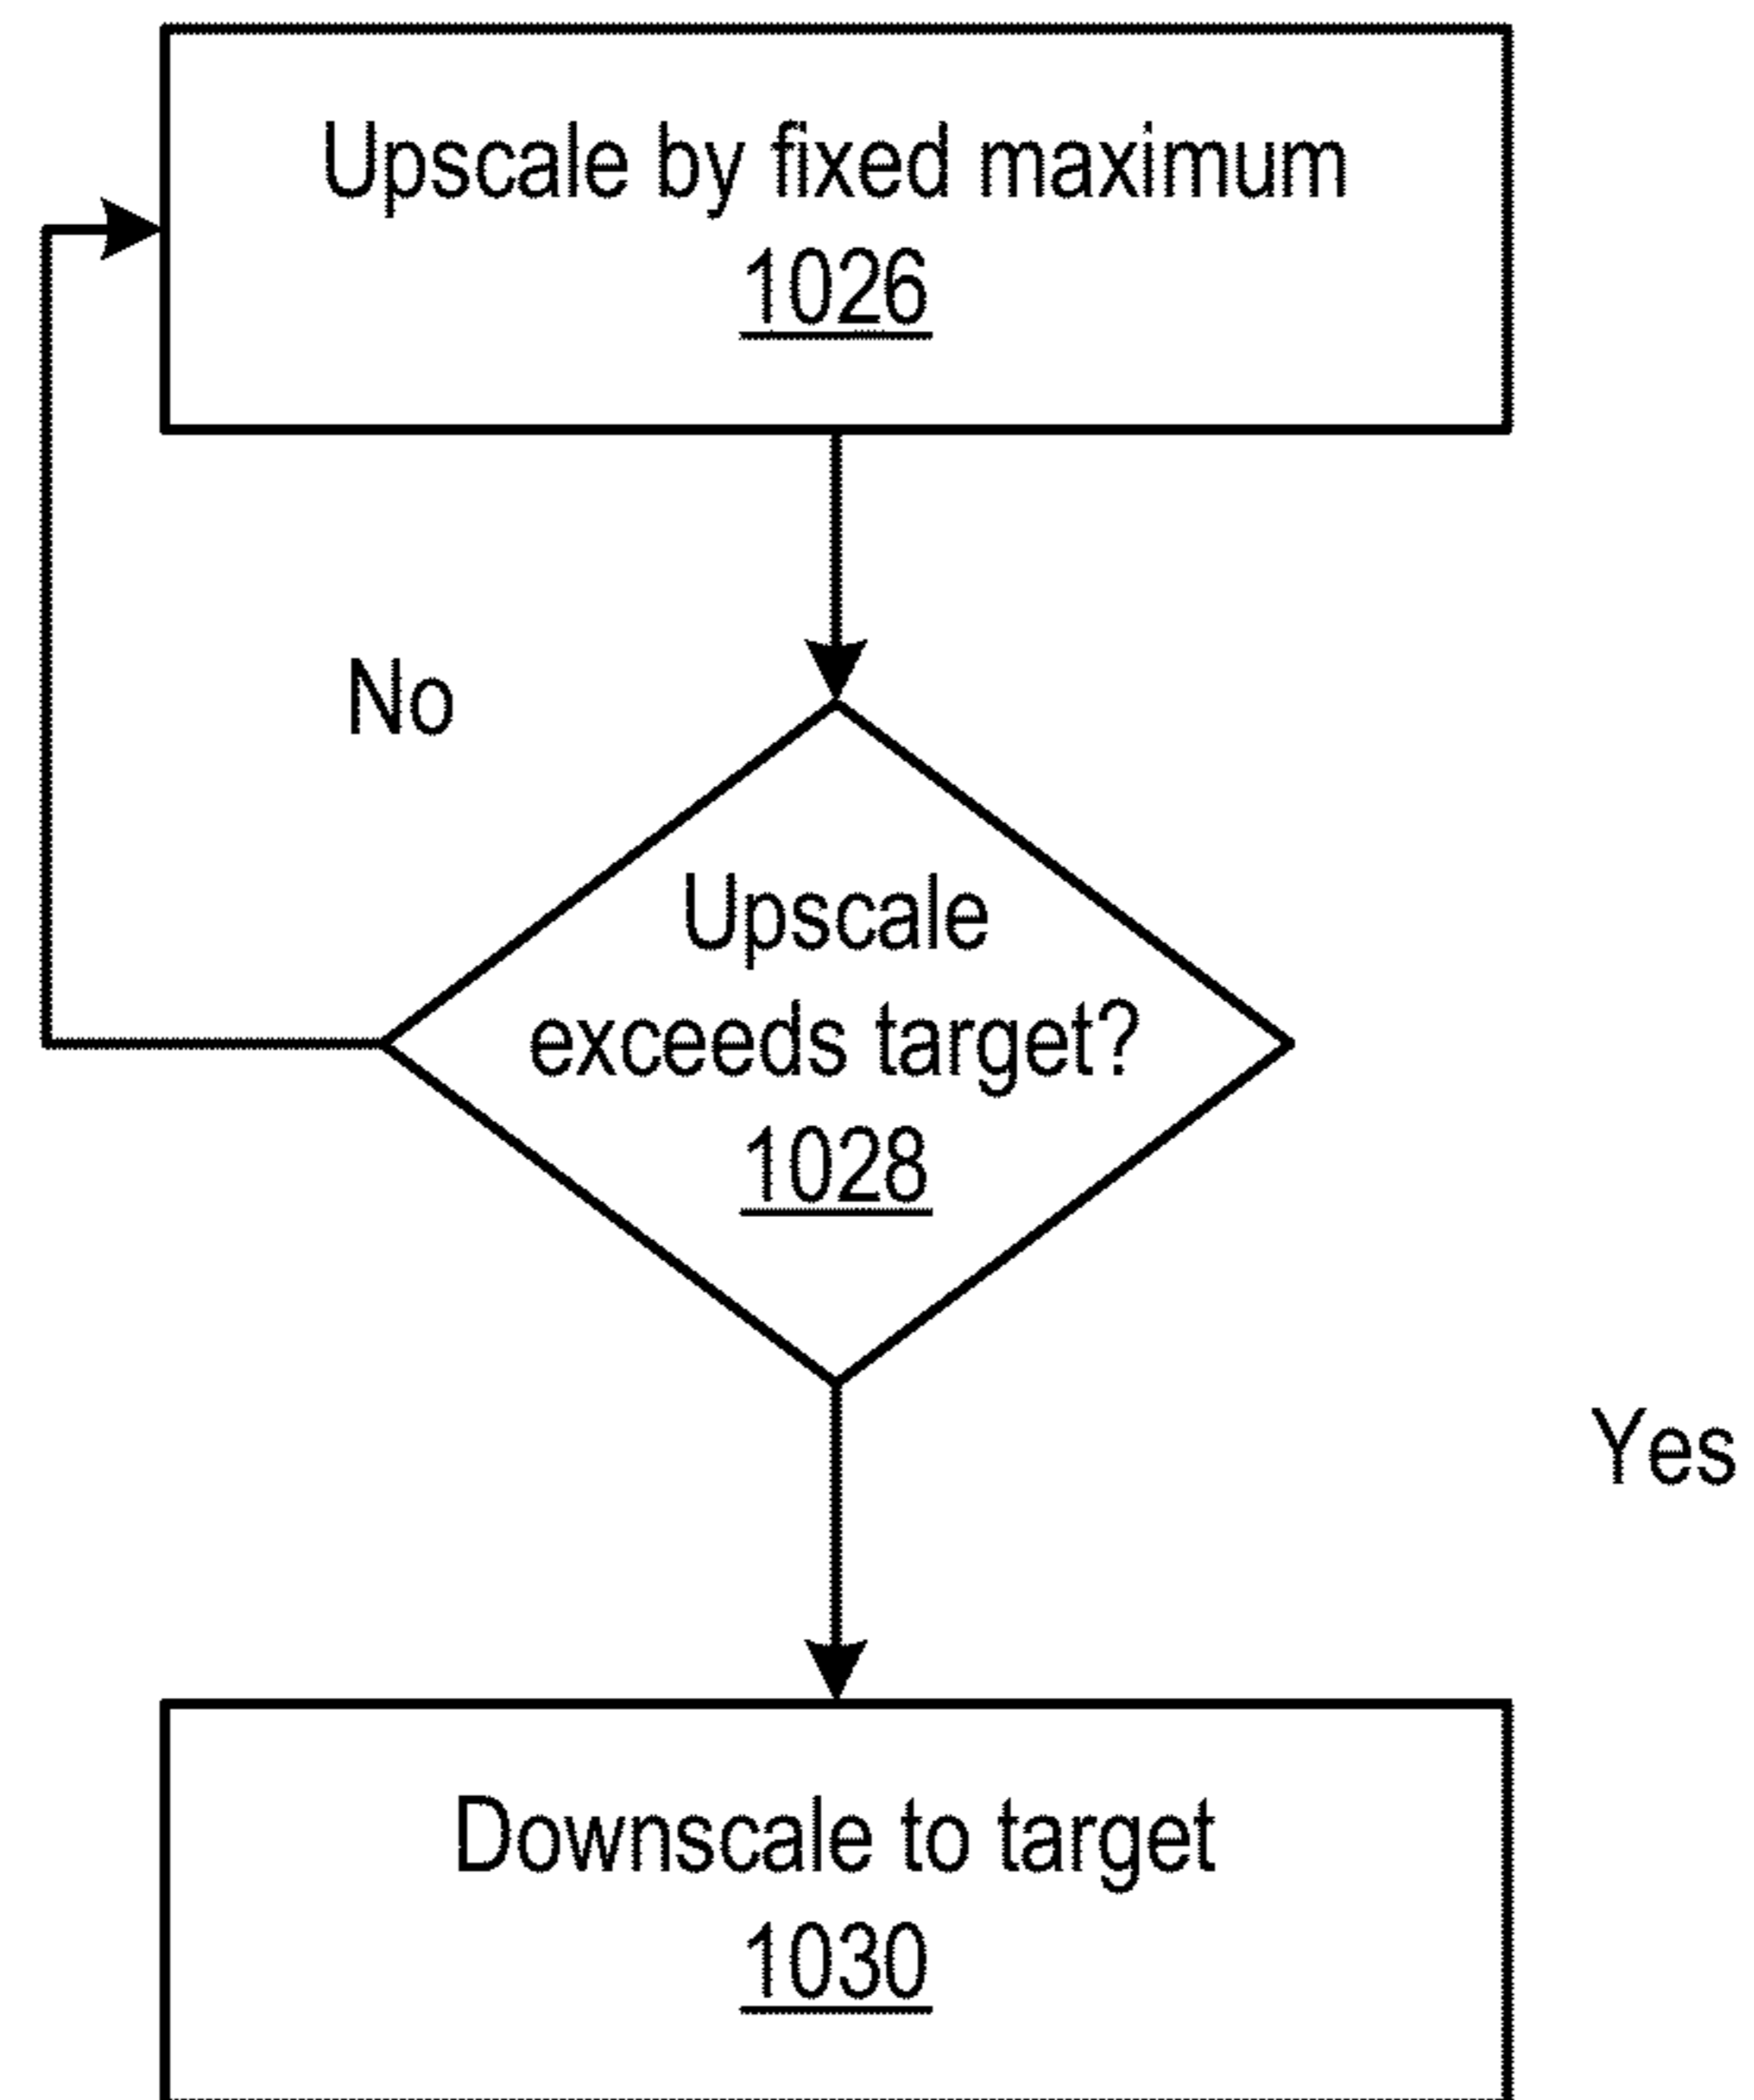 Upscale by fixed maximum
1026
No
Upscale
exceeds target?
1028
Yes
Downscale to target
1030